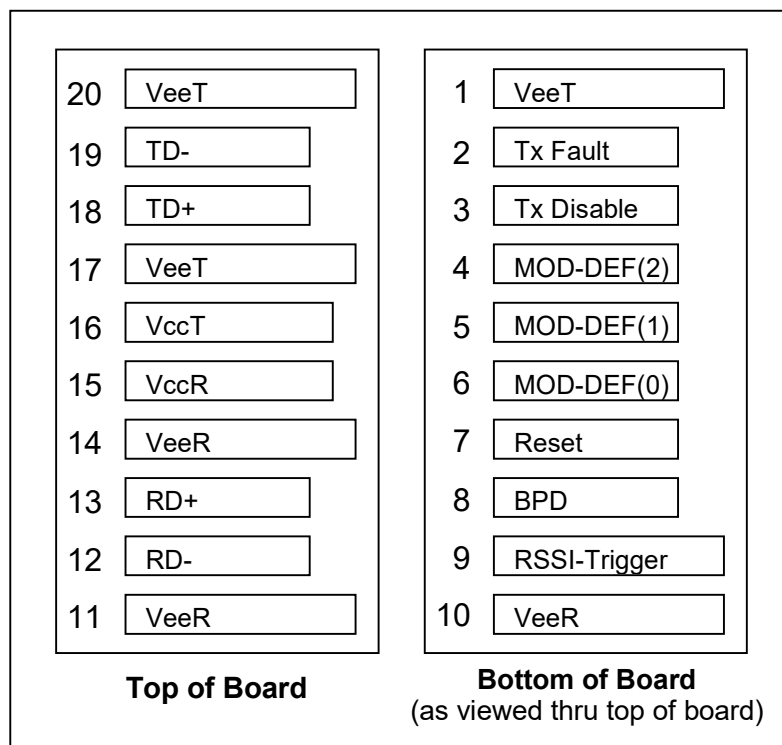 20 VeeT
19 TD-
18 TD+
17 VeeT
16 VccT
15 VccR
14 VeeR
13 RD+
12 RD-
11 VeeR
Top of Board
1 VeeT
2 Tx Fault
3 Tx Disable
4 MOD-DEF(2)
5 MOD-DEF(1)
6 MOD-DEF(0)
7 Reset
8 BPD
9 RSSI-Trigger
10 VeeR
Bottom of Board
(as viewed thru top of board)